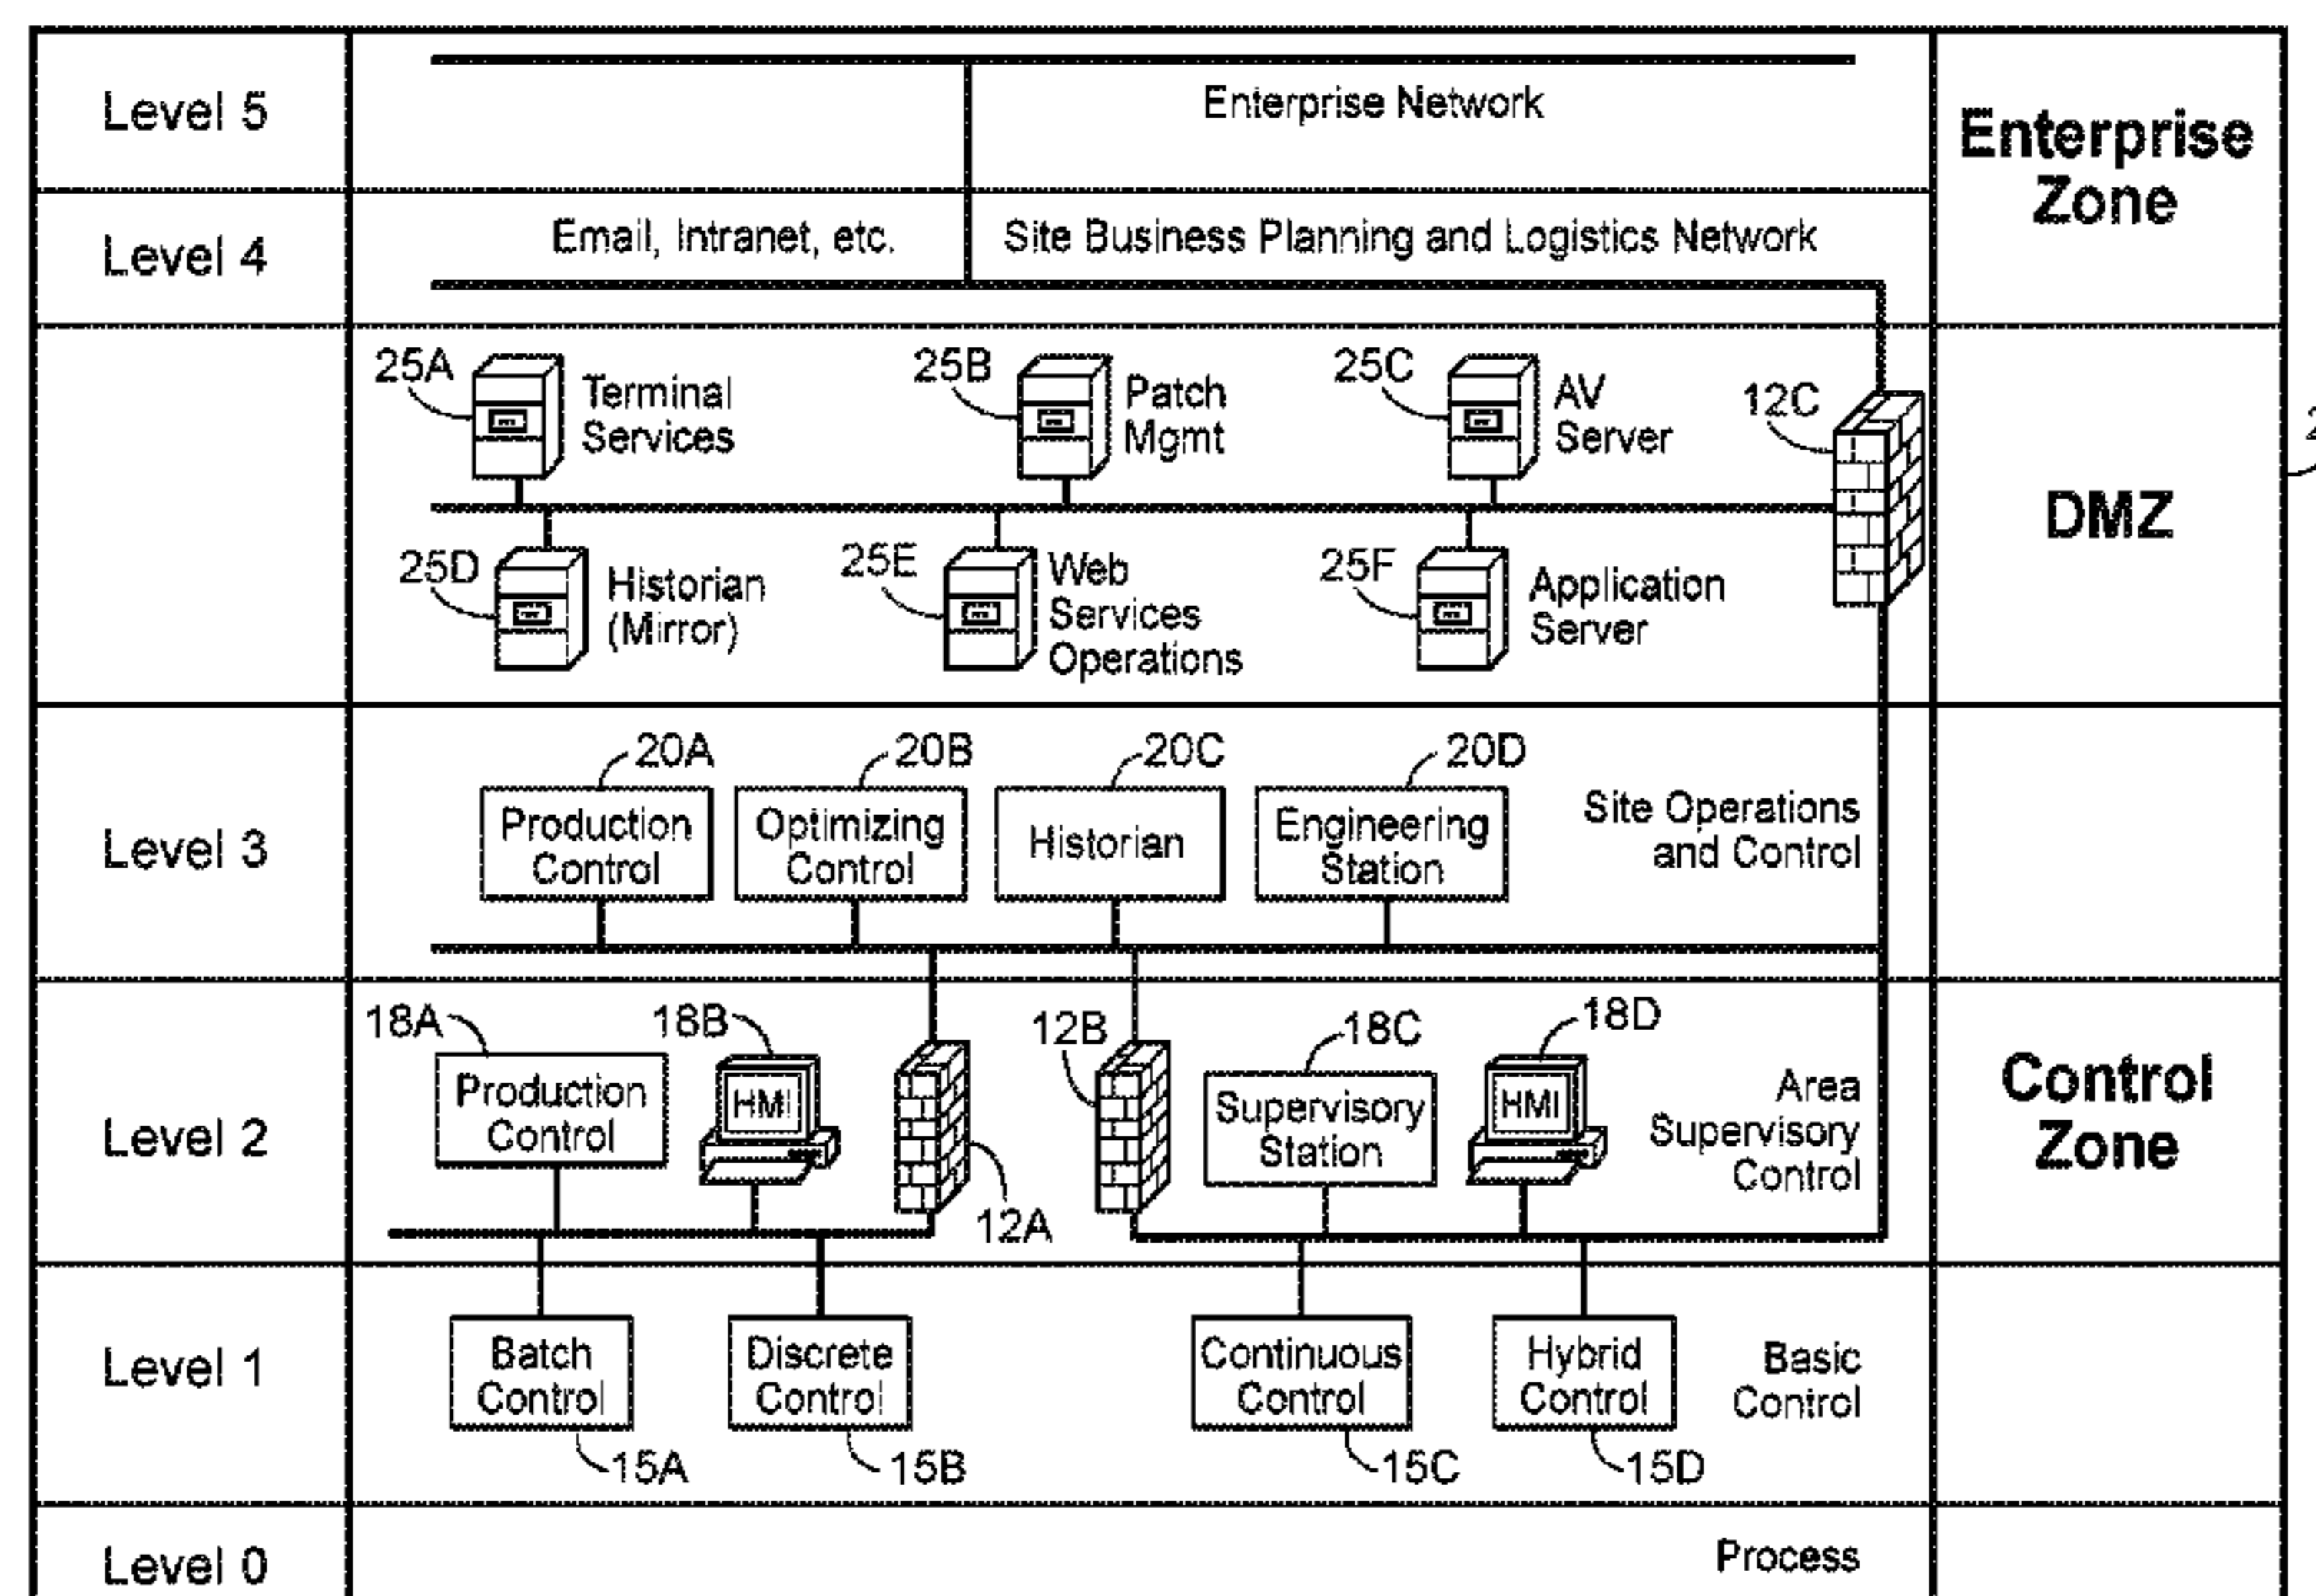 Level 5
Enterprise Network
Enterprise
Zone
Level 4
Email, Intranet, etc.
Site Business Planning and Logistics Network
25A
Terminal
Services
25B
Patch
Mgmt
25C
AV
Server
12C
DMZ
25D
Historian
(Mirror)
25E
Web
Services
Operations
25F
Application
Server
Level 3
20A
Production
Control
20B
Optimizing
Control
20C
Historian
20D
Engineering
Station
Site Operations
and Control
Level 2
18A
Production
Control
18B
HMI
12A
12B
18C
Supervisory
Station
18D
HMI
Area
Supervisory
Control
Control
Zone
Level 1
Batch
Control
15A
Discrete
Control
15B
Continuous
Control
15C
Hybrid
Control
15D
Basic
Control
Level 0
Process